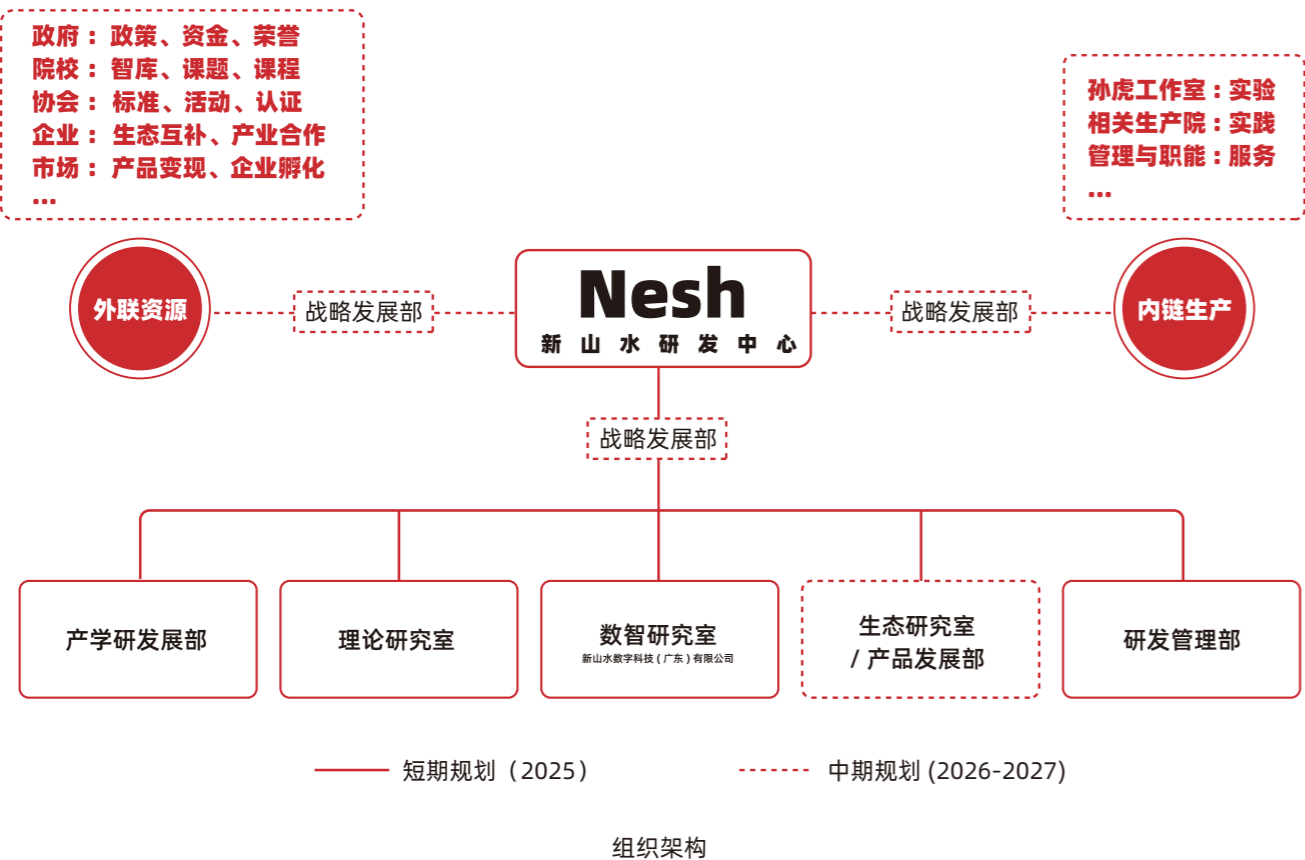 政府：政策、资金、荣誉
院校：智库、课题、课程
协会：标准、活动、认证
企业：生态互补、产业合作
市场：产品变现、企业孵化
...
孙虎工作室：实验
相关生产院：实践
管理与职能：服务
...
外联资源
战略发展部
Nesh
新山水研发中心
战略发展部
内链生产
战略发展部
产学研发展部
理论研究室
数智研究室
新山水数字科技（广东）有限公司
生态研究室
/ 产品发展部
研发管理部
短期规划（2025）
中期规划 (2026-2027)
组织架构